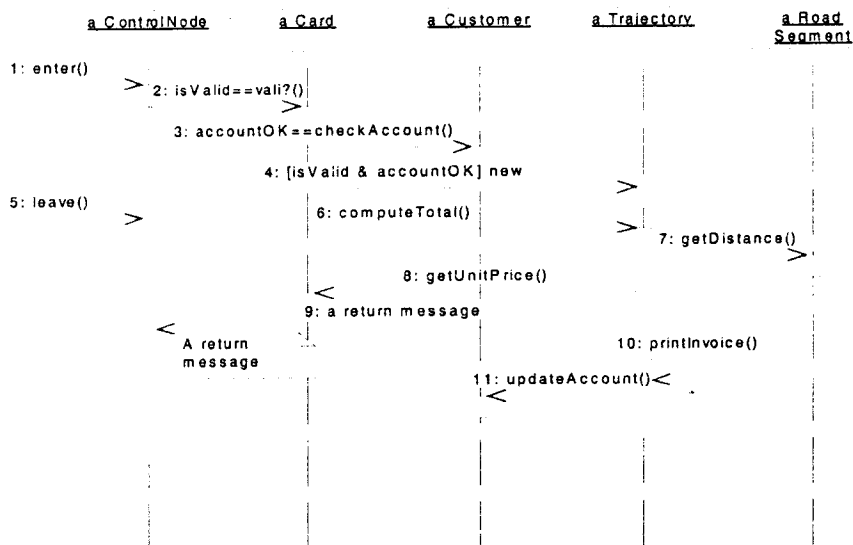 a ControlNode
a Card
a Customer
a Trajectory
a Road
Segment
1: enter()
2: isValid==vali?()
3: accountOK==checkAccount()
4: [isValid & accountOK] new
5: leave()
6: computeTotal()
7: getDistance()
8: getUnitPrice()
9: a return message
A return
message
10: printInvoice()
11: updateAccount()